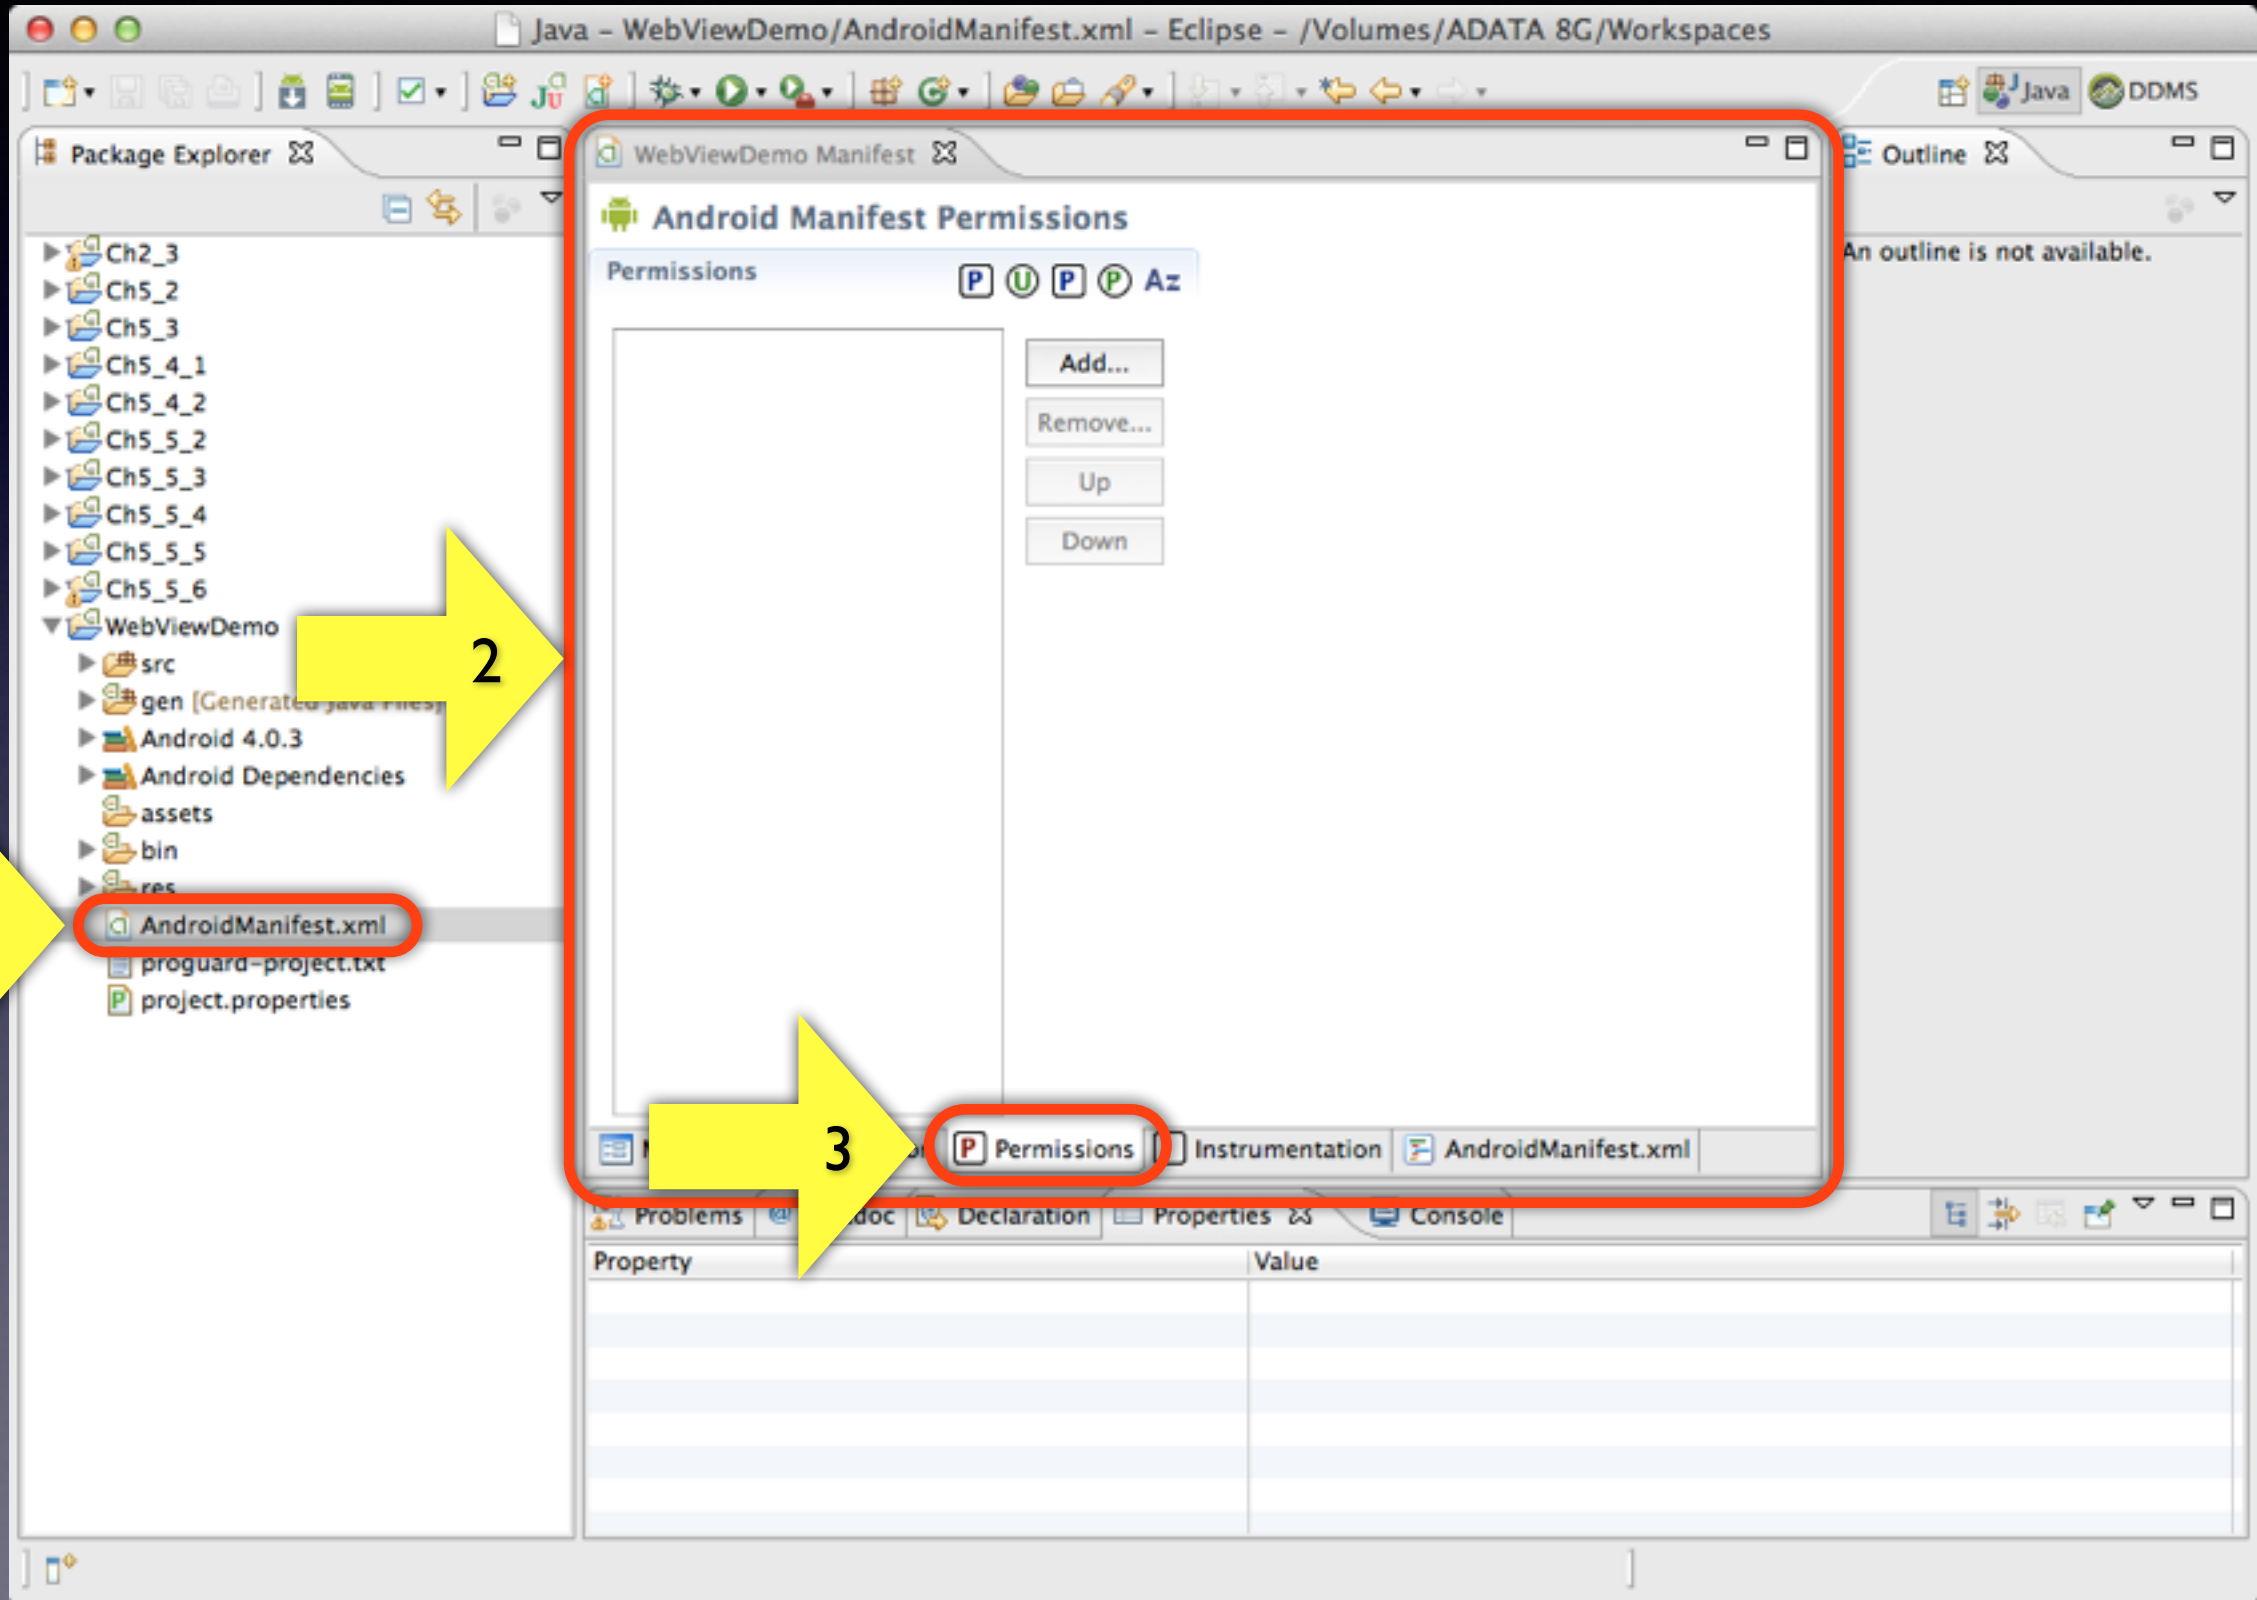 Java – WebViewDemo/AndroidManifest.xml – Eclipse – /Volumes/ADATA 8G/Workspaces
Java
DDMS
Package Explorer
Ch2_3
Ch5_2
Ch5_3
Ch5_4_1
Ch5_4_2
Ch5_5_2
Ch5_5_3
Ch5_5_4
Ch5_5_5
Ch5_5_6
WebViewDemo
src
gen [Generated Java Files]
Android 4.0.3
Android Dependencies
assets
bin
res
AndroidManifest.xml
proguard-project.txt
project.properties
2
WebViewDemo Manifest
Android Manifest Permissions
Permissions
P U P P Az
Add...
Remove...
Up
Down
3
P Permissions
Instrumentation
AndroidManifest.xml
Outline
An outline is not available.
Problems
Declaration
Properties
Console
Property
Value